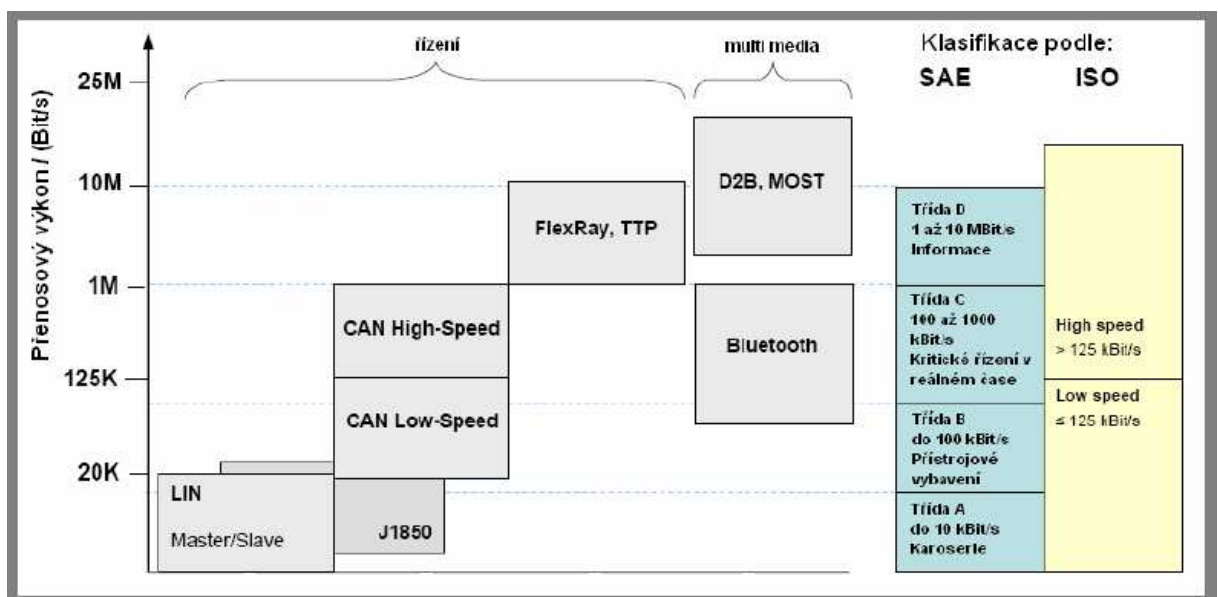 řízení
multi media
Klasifikace podle:
SAE
ISO
Přenosový výkon / (Bit/s)
25M
10M
1M
125K
20K
D2B, MOST
FlexRay, TTP
CAN High-Speed
Bluetooth
CAN Low-Speed
LIN
Master/Slave
J1850
Třída D
1 až 10 MBit/s
Informace
Třída C
100 až 1000
kBit/s
Kritické řízení v
reálném čase
Třída B
do 100 kBit/s
Přístrojové
vybavení
Třída A
do 10 kBit/s
Karoserie
High speed
> 125 kBit/s
Low speed
≤ 125 kBit/s